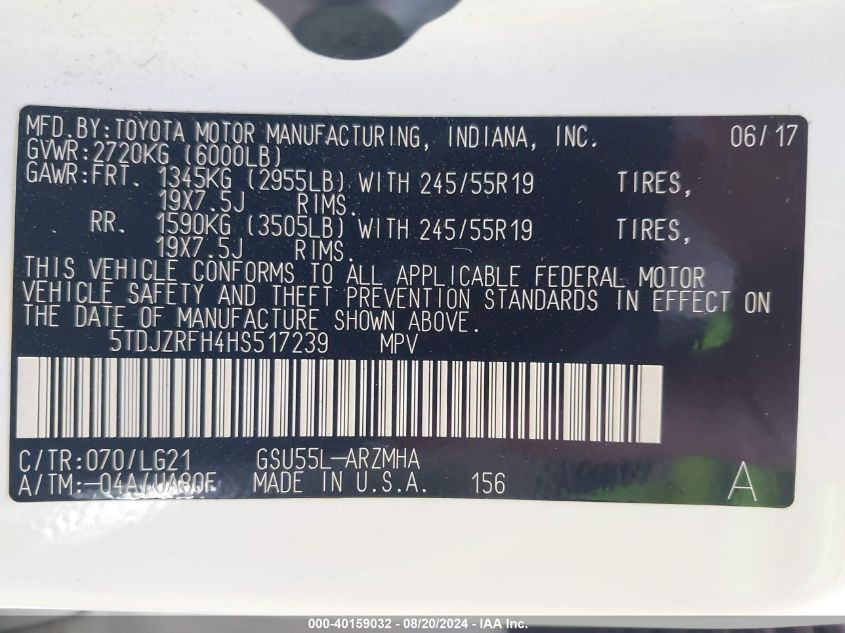 MFD.BY:TOYOTA MOTOR MANUFACTURING, INDIANA, INC. 06/17
GVWR:2720KG (6000LB)
GAWR:FRT. 1345KG (2955LB) WITH 245/55R19 TIRES,
19X7.5J RIMS.
RR. 1590KG (3505LB) WITH 245/55R19 TIRES,
19X7.5J RIMS.
THIS VEHICLE CONFORMS TO ALL APPLICABLE FEDERAL MOTOR
VEHICLE SAFETY AND THEFT PREVENTION STANDARDS IN EFFECT ON
THE DATE OF MANUFACTURE SHOWN ABOVE.
5TDJZRFH4HS517239 MPV
C/TR:070/LG21 GSU55L-ARZMHA
A/TM:-04A/UA80F MADE IN U.S.A. 156 A
000-40159032 - 08/20/2024 - IAA Inc.